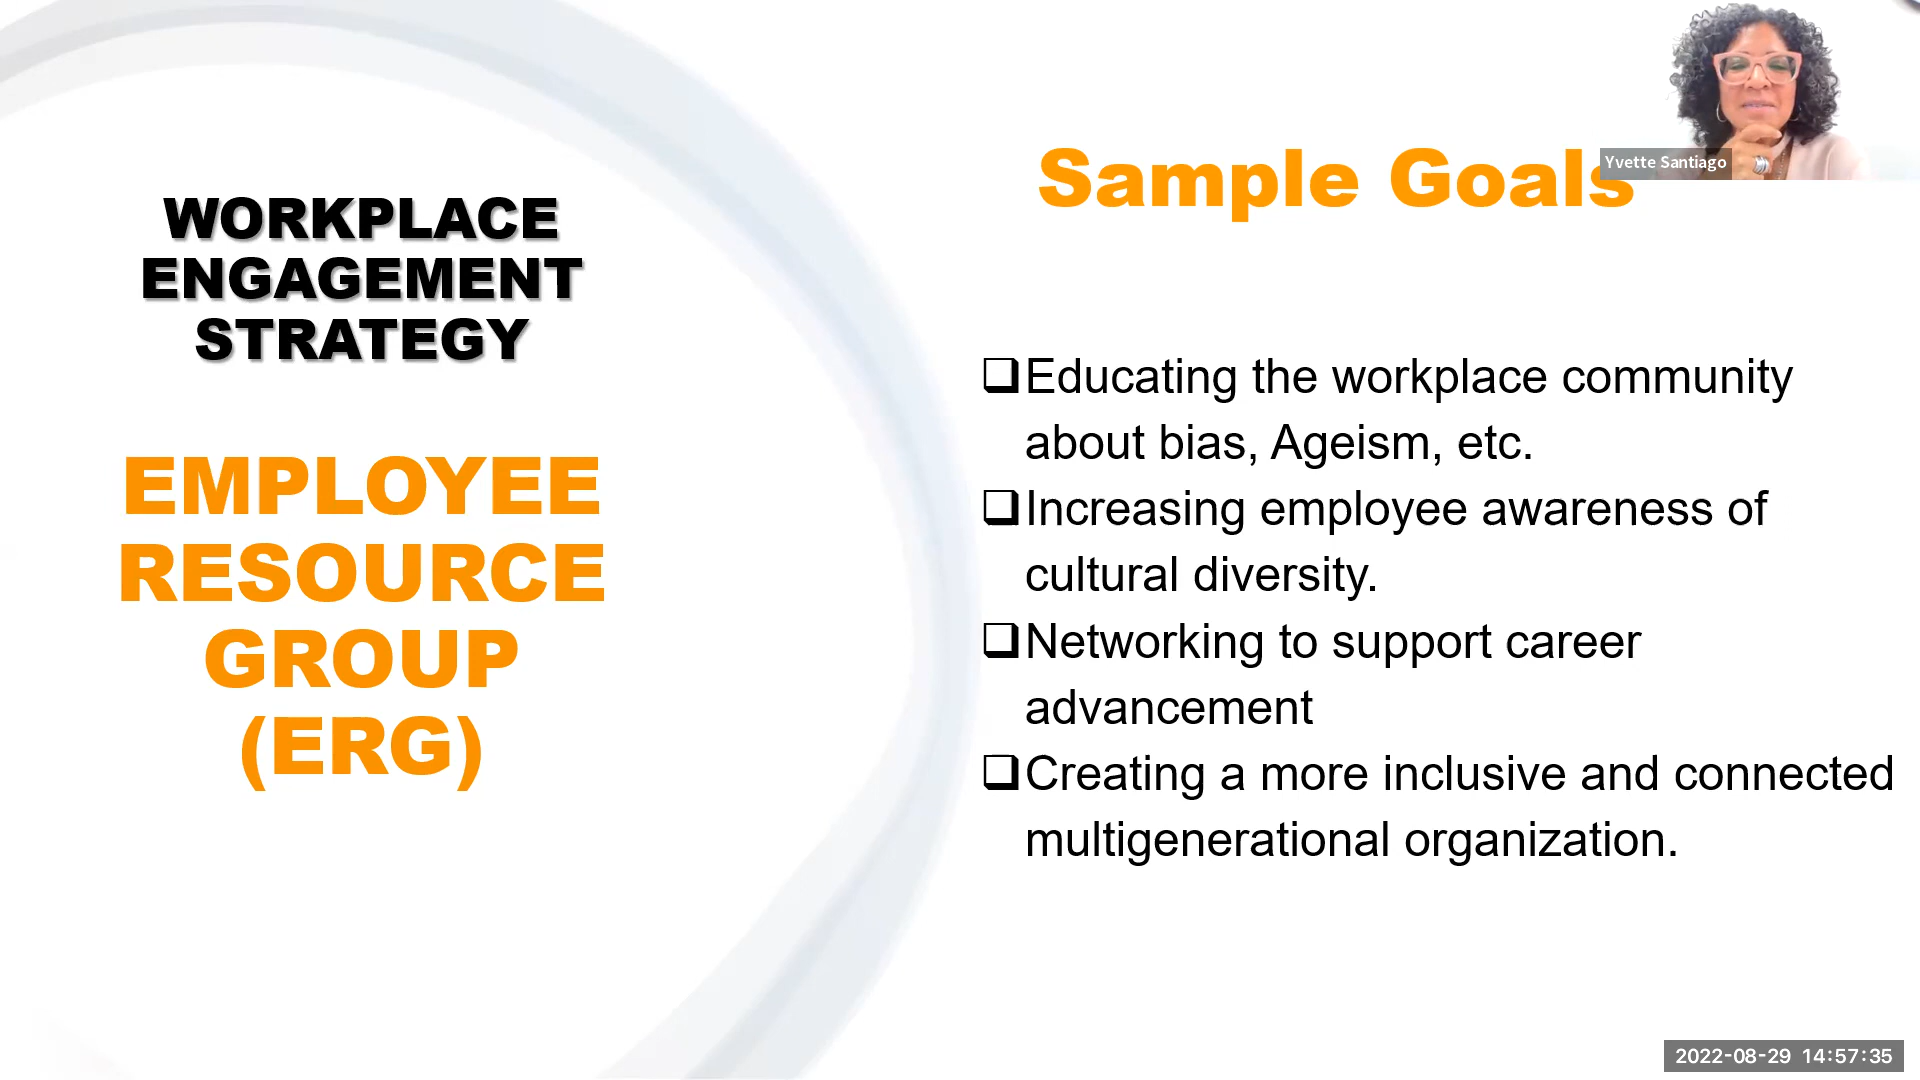 WORKPLACE
ENGAGEMENT
STRATEGY
EMPLOYEE
RESOURCE
GROUP
(ERG)
Sample Goals
Yvette Santiago
❑Educating the workplace community
about bias, Ageism, etc.
❑Increasing employee awareness of
cultural diversity.
❑Networking to support career
advancement
❑Creating a more inclusive and connected
multigenerational organization.
2022-08-29 14:57:35